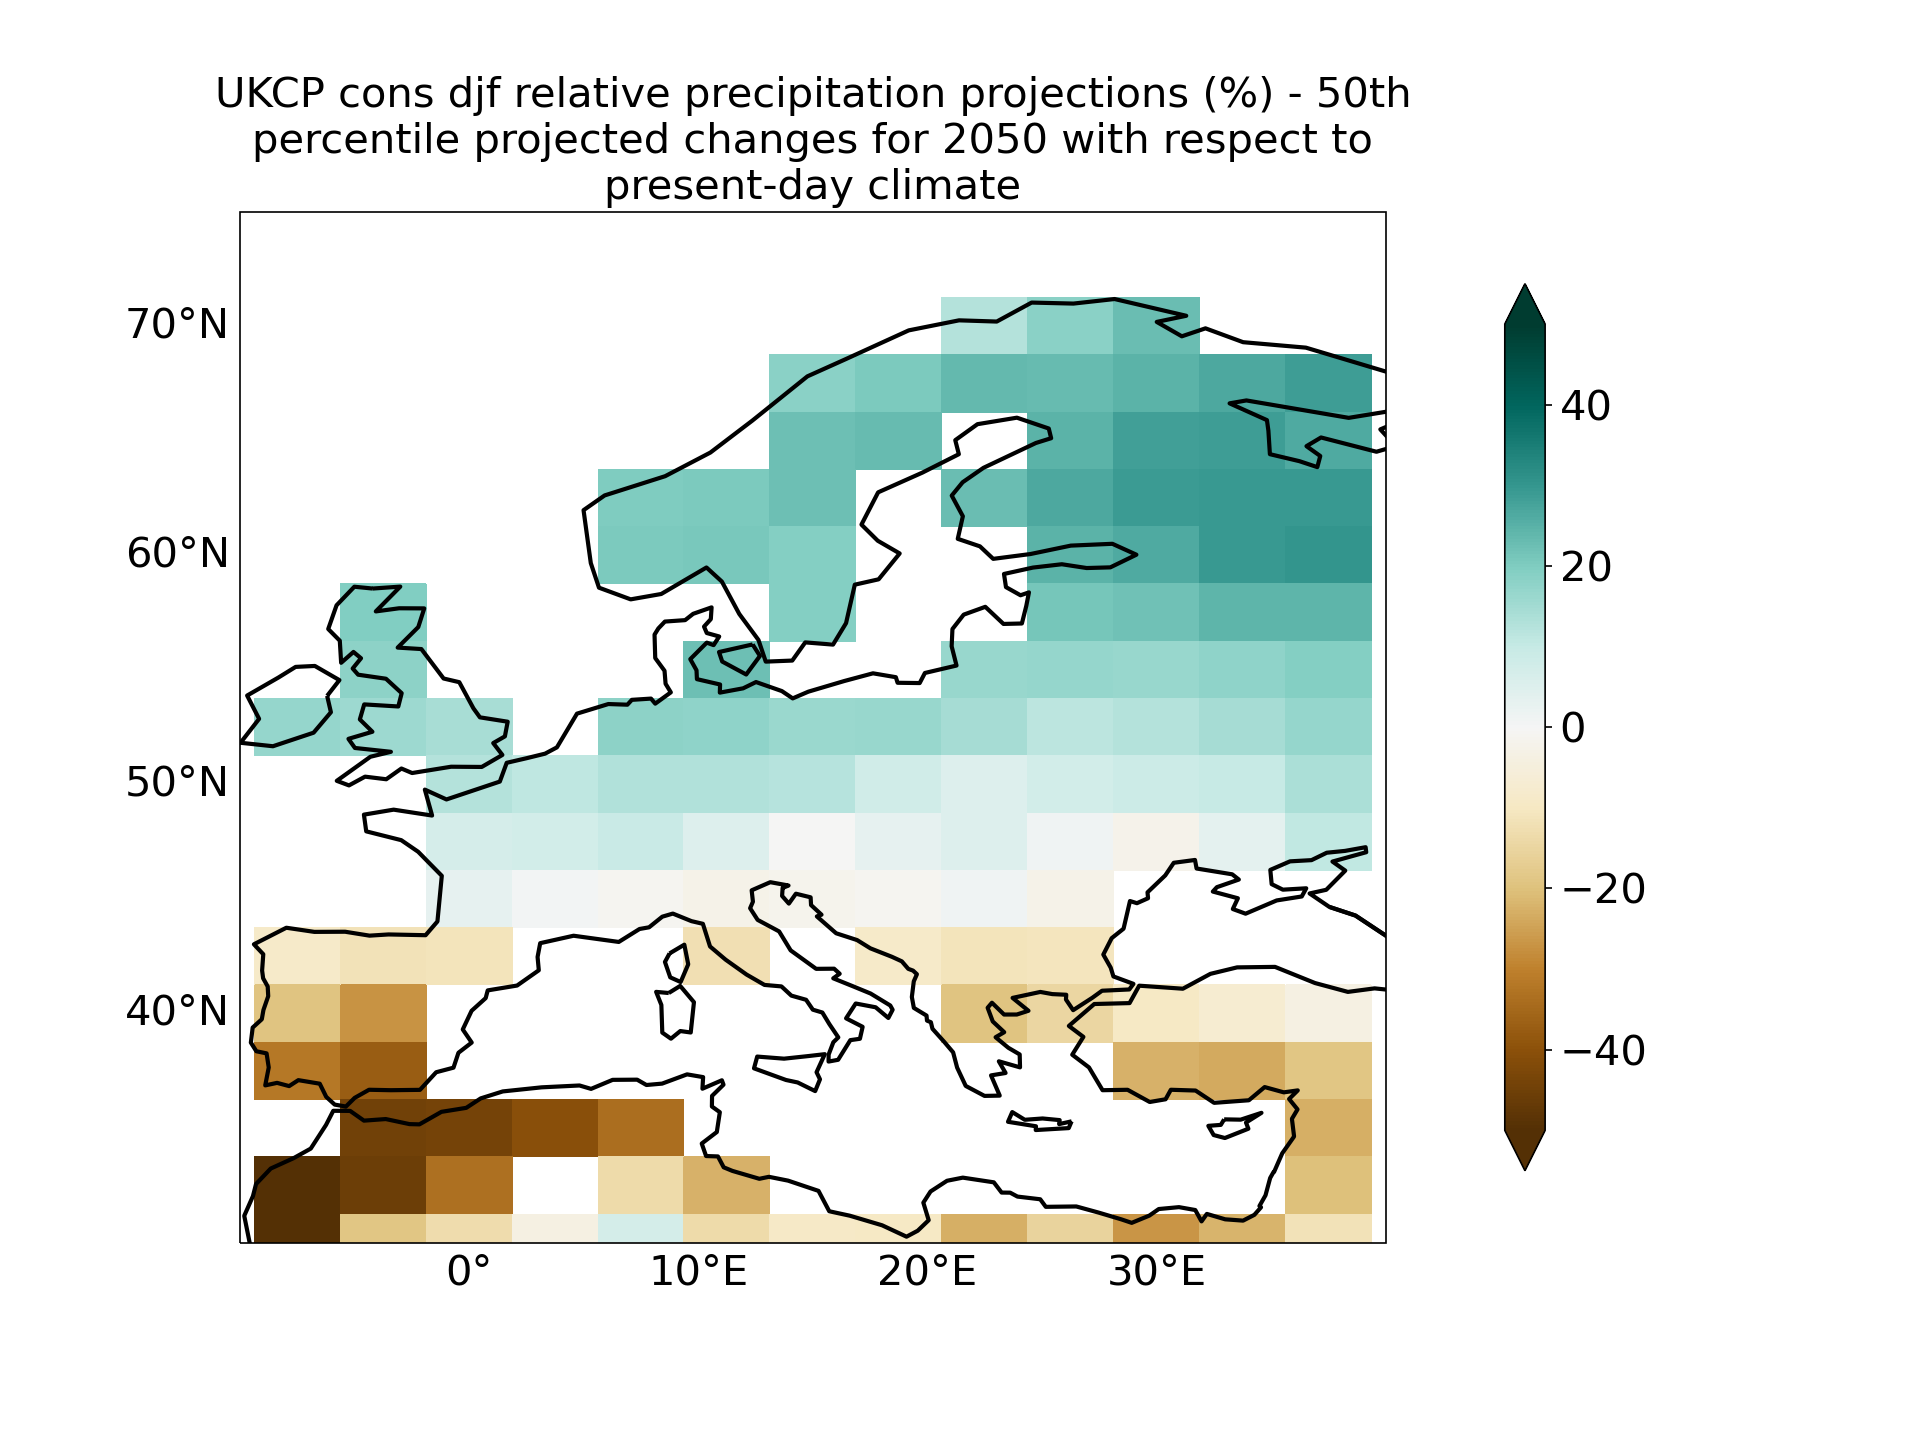 UKCP cons djf relative precipitation projections (%) - 50th
percentile projected changes for 2050 with respect to
present-day climate
70°N
60°N
50°N
40°N
0°
10°E
20°E
30°E
40
20
0
−20
−40